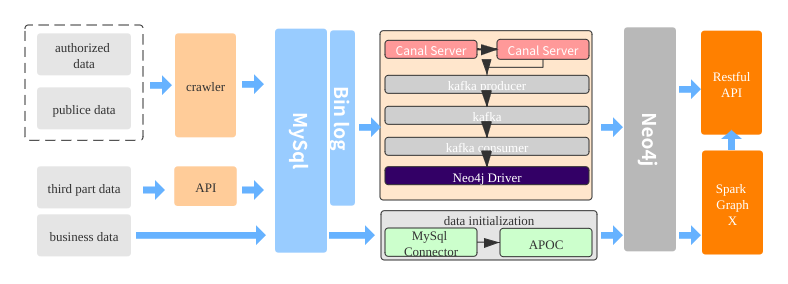 authorized
data
publice data
crawler
third part data
API
business data
MySql
Bin log
Canal Server
Canal Server
kafka producer
kafka
kafka consumer
Neo4j Driver
data initialization
MySql
Connector
APOC
Neo4j
Restful
API
Spark
Graph
X